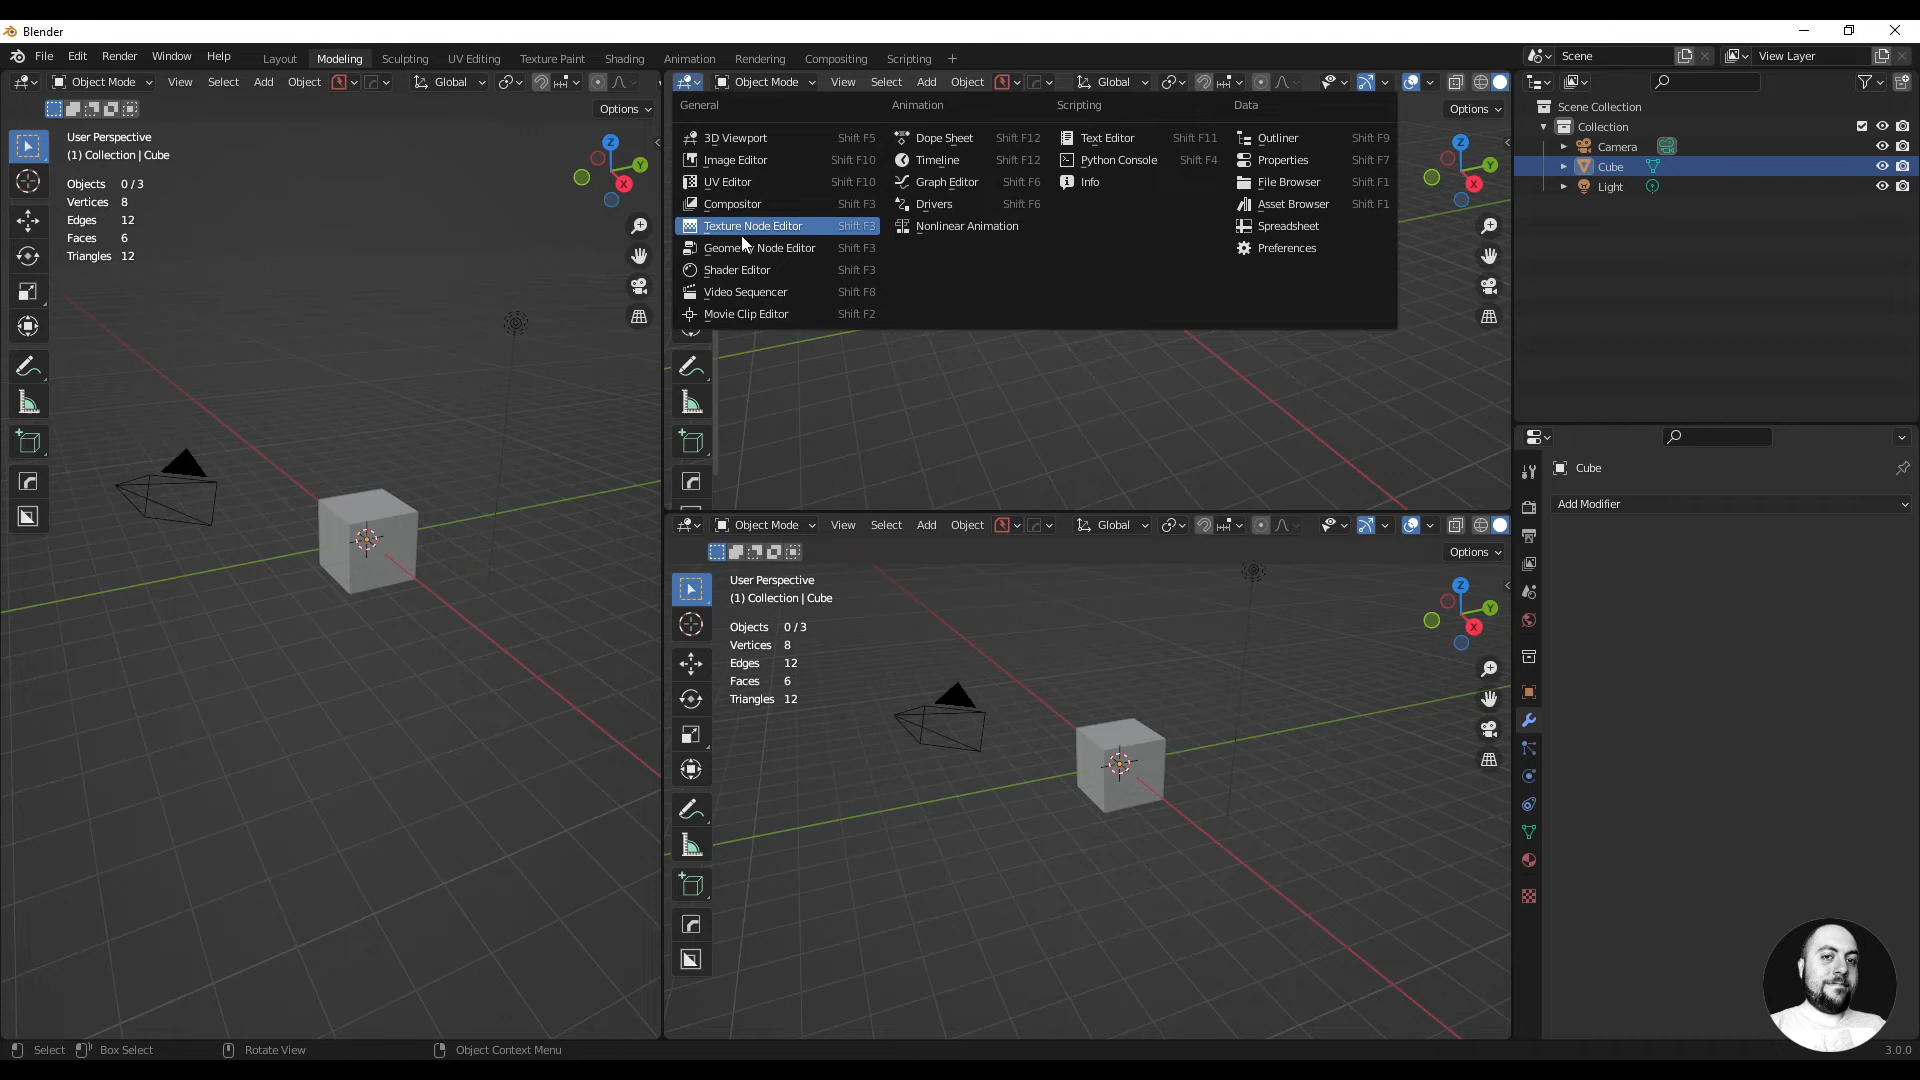 Blender
File Edit Render Window Help Layout Modeling Sculpting UV Editing Texture Paint Shading Animation Rendering Compositing Scripting + Scene View Layer
Object Mode View Select Add Object Global
Options
User Perspective
(1) Collection | Cube
Objects 0 / 3
Vertices 8
Edges 12
Faces 6
Triangles 12
Z
Y
X
Object Mode View Select Add Object Global
Options
General
3D Viewport Shift F5
Image Editor Shift F10
UV Editor Shift F10
Compositor Shift F3
Texture Node Editor Shift F3
Geometry Node Editor Shift F3
Shader Editor Shift F3
Video Sequencer Shift F8
Movie Clip Editor Shift F2
Animation
Dope Sheet Shift F12
Timeline Shift F12
Graph Editor Shift F6
Drivers Shift F6
Nonlinear Animation
Scripting
Text Editor Shift F11
Python Console Shift F4
Info
Data
Outliner Shift F9
Properties Shift F7
File Browser Shift F1
Asset Browser Shift F1
Spreadsheet
Preferences
Z
Y
X
Object Mode View Select Add Object Global
Options
User Perspective
(1) Collection | Cube
Objects 0 / 3
Vertices 8
Edges 12
Faces 6
Triangles 12
Z
Y
X
Scene Collection
Collection
Camera
Cube
Light
Cube
Add Modifier
Select Box Select Rotate View Object Context Menu 3.0.0